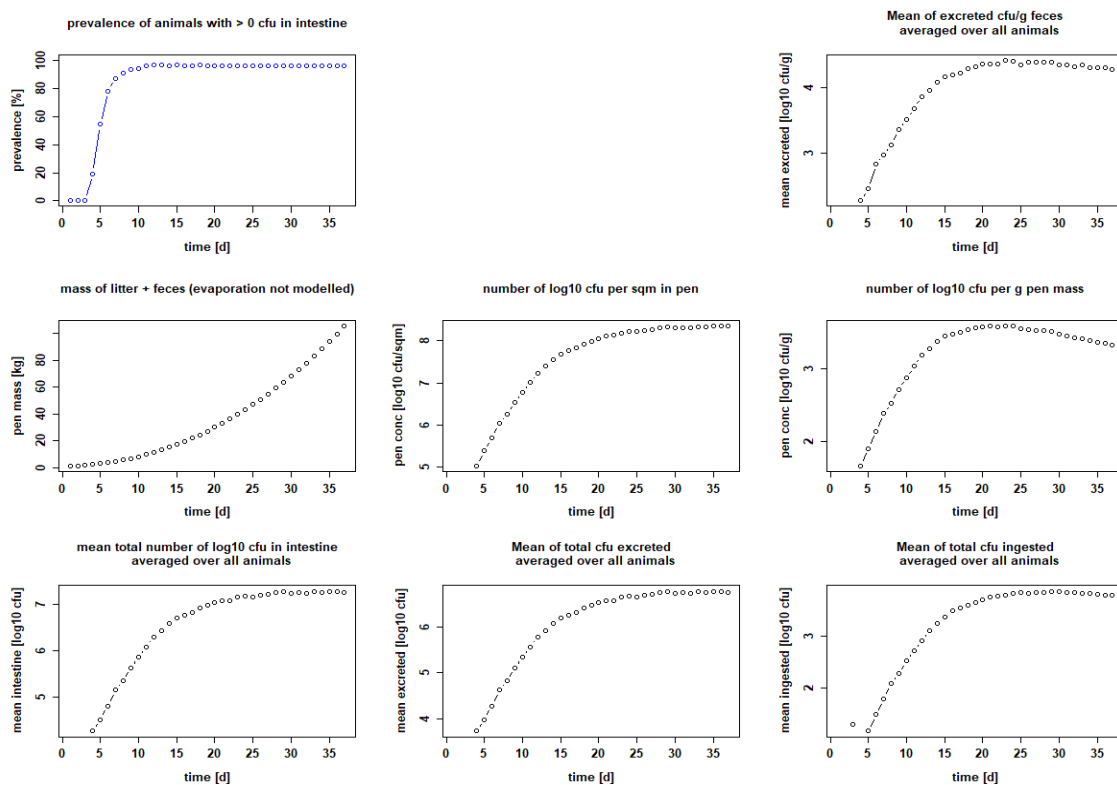 prevalence of animals with > 0 cfu in intestine
prevalence [%]
0 20 40 60 80 100
0 5 10 15 20 25 30 35
time [d]
Mean of excreted cfu/g feces
averaged over all animals
mean excreted [log10 cfu/g]
3 4
0 5 10 15 20 25 30 35
time [d]
mass of litter + feces (evaporation not modelled)
pen mass [kg]
0 20 40 60 80
0 5 10 15 20 25 30 35
time [d]
number of log10 cfu per sqm in pen
pen conc [log10 cfu/sqm]
5 6 7 8
0 5 10 15 20 25 30 35
time [d]
number of log10 cfu per g pen mass
pen conc [log10 cfu/g]
2 3
0 5 10 15 20 25 30 35
time [d]
mean total number of log10 cfu in intestine
averaged over all animals
mean intestine [log10 cfu]
5 6 7
0 5 10 15 20 25 30 35
time [d]
Mean of total cfu excreted
averaged over all animals
mean excreted [log10 cfu]
4 5 6
0 5 10 15 20 25 30 35
time [d]
Mean of total cfu ingested
averaged over all animals
mean ingested [log10 cfu]
2 3
0 5 10 15 20 25 30 35
time [d]